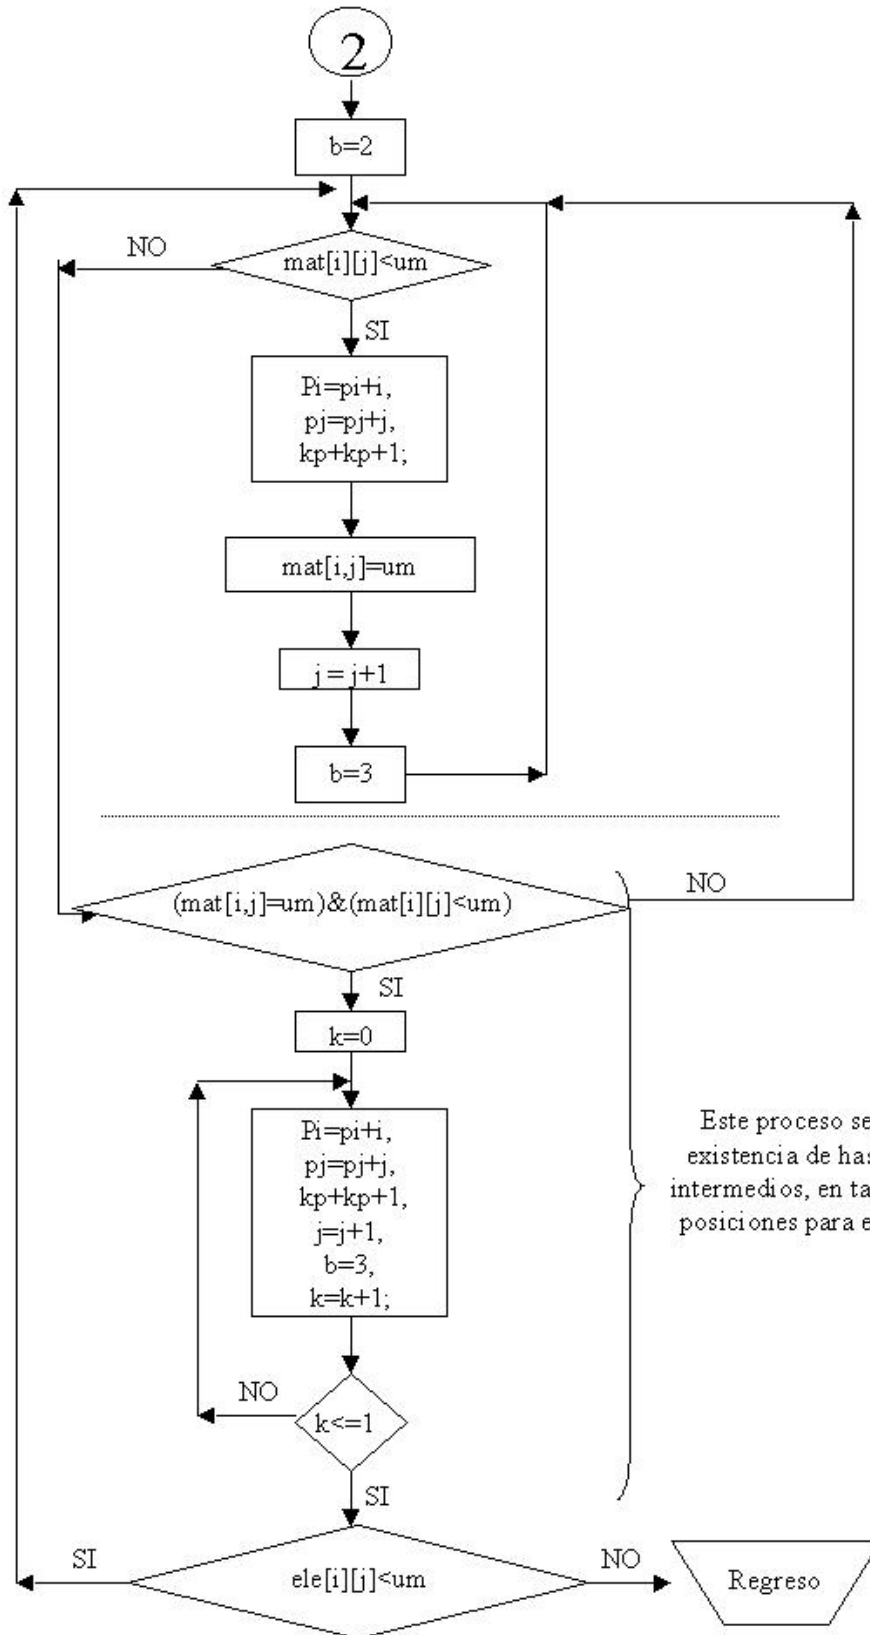 2
b=2
NO
mat[i][j]<um
SI
Pi=pi+i,
pj=pj+j,
kp+kp+1;
mat[i,j]=um
j = j+1
b=3
(mat[i,j]=um)&(mat[i][j]<um)
NO
SI
k=0
Pi=pi+i,
pj=pj+j,
kp+kp+1,
j=j+1,
b=3,
k=k+1;
Este proceso se
existencia de has
intermedios, en ta
posiciones para e
NO
k<=1
SI
SI
ele[i][j]<um
NO
Regreso